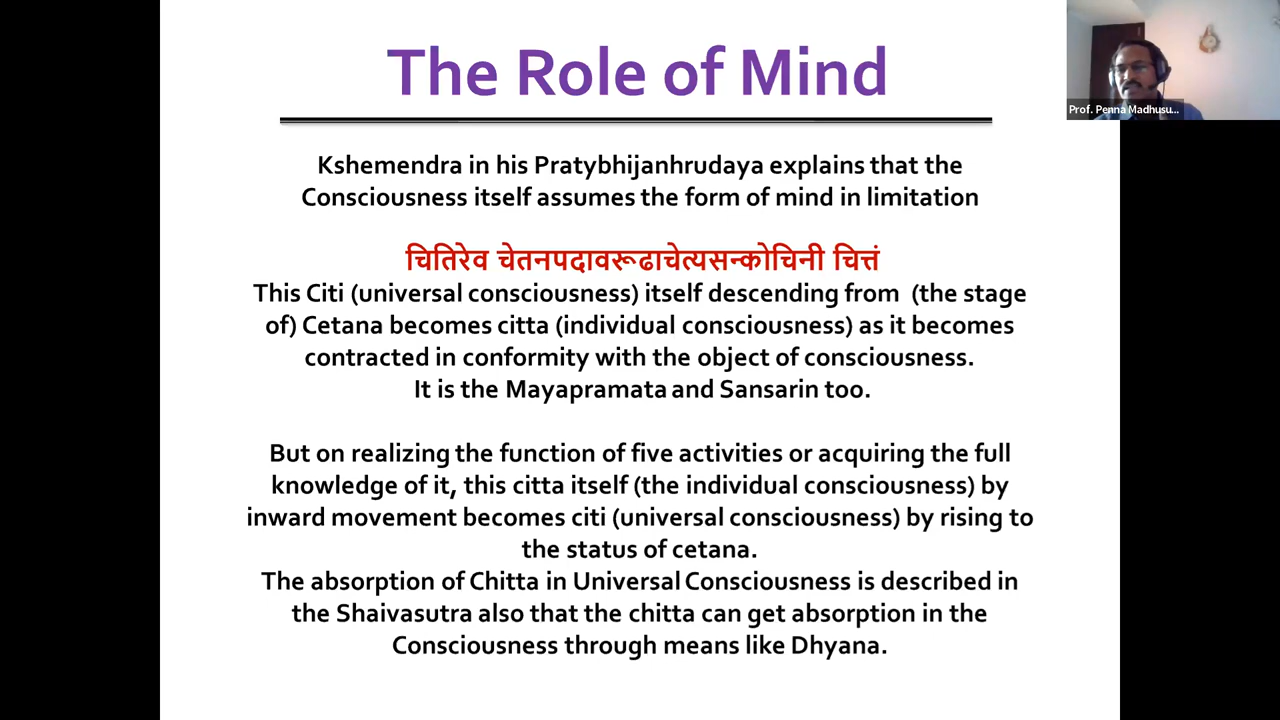 The Role of Mind
Prof. Penna Madhusu...
Kshemendra in his Pratybhijanhrudaya explains that the
Consciousness itself assumes the form of mind in limitation
चितिरेव चेतनपदावरूढाचेत्यसन्कोचिनी चित्तं
This Citi (universal consciousness) itself descending from (the stage
of) Cetana becomes citta (individual consciousness) as it becomes
contracted in conformity with the object of consciousness.
It is the Mayapramata and Sansarin too.
But on realizing the function of five activities or acquiring the full
knowledge of it, this citta itself (the individual consciousness) by
inward movement becomes citi (universal consciousness) by rising to
the status of cetana.
The absorption of Chitta in Universal Consciousness is described in
the Shaivasutra also that the chitta can get absorption in the
Consciousness through means like Dhyana.